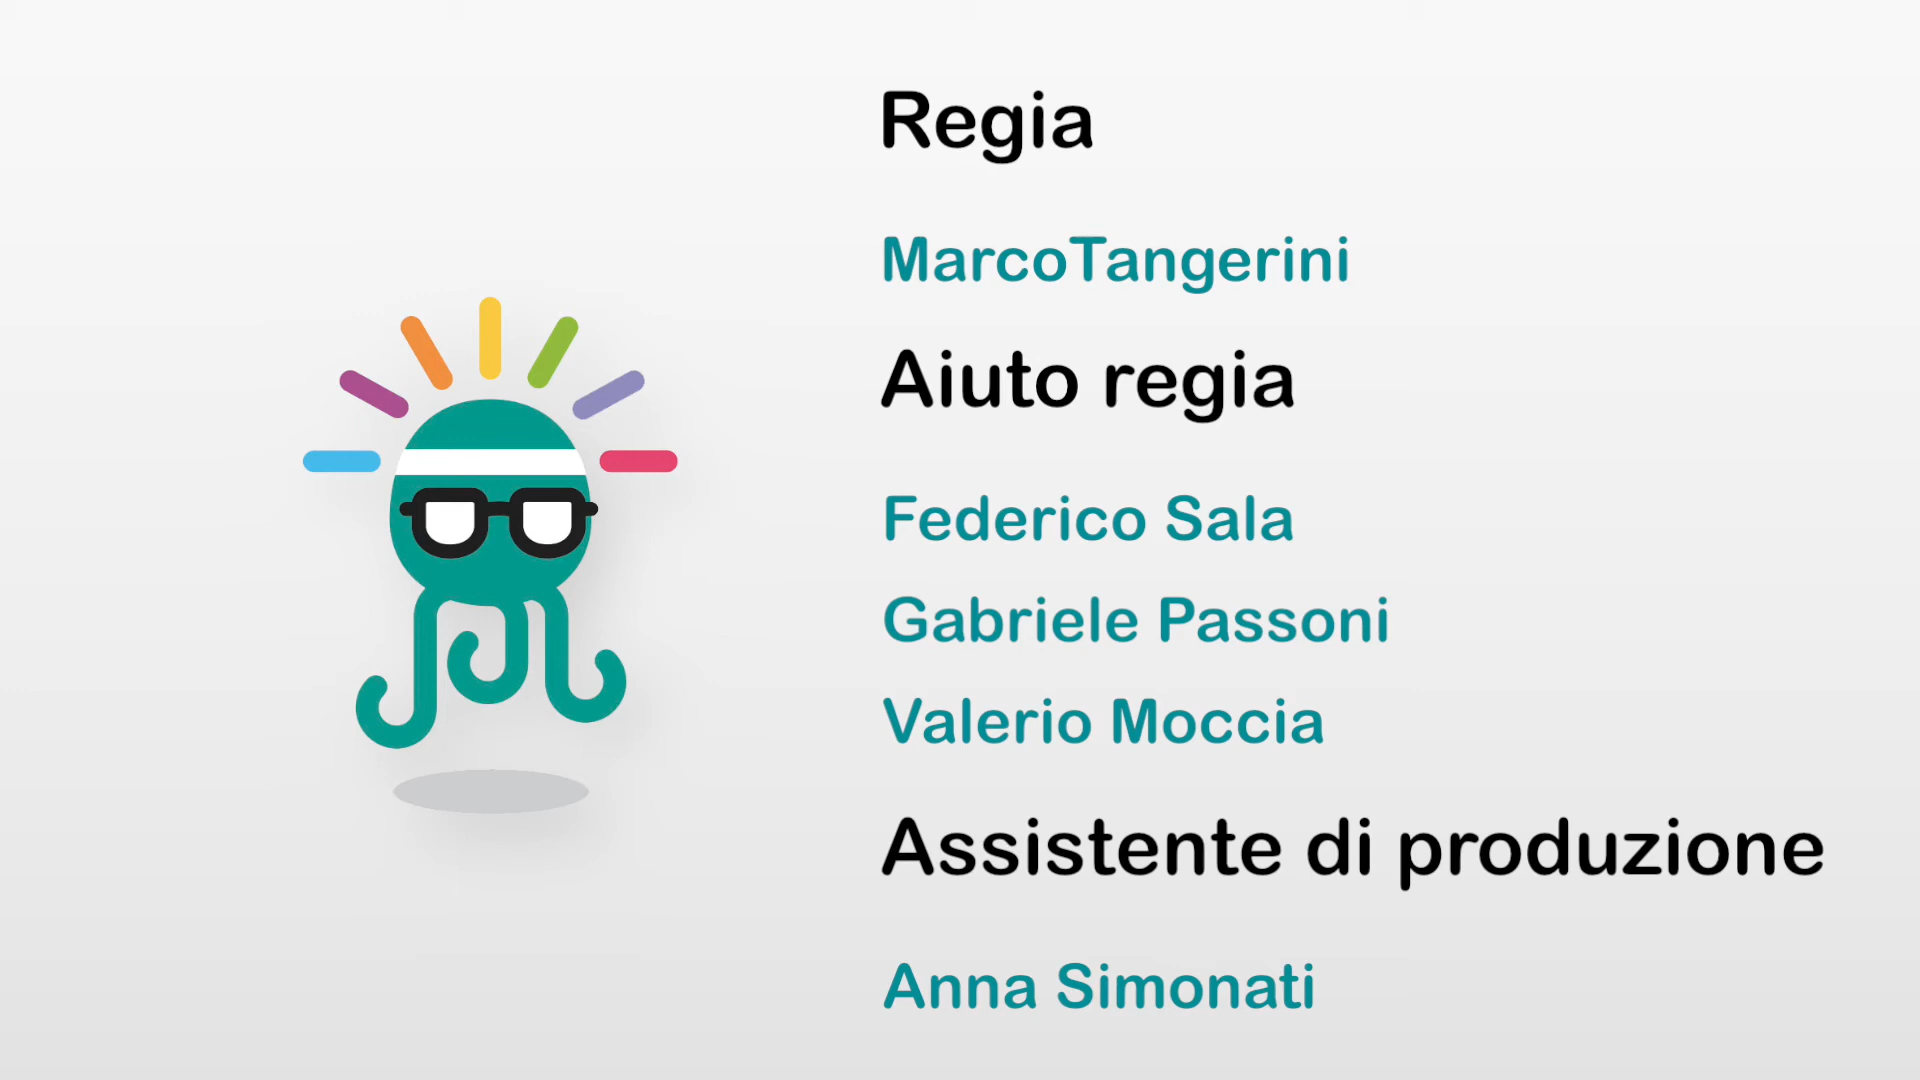 Regia
MarcoTangerini
Aiuto regia
Federico Sala
Gabriele Passoni
Valerio Moccia
Assistente di produzione
Anna Simonati